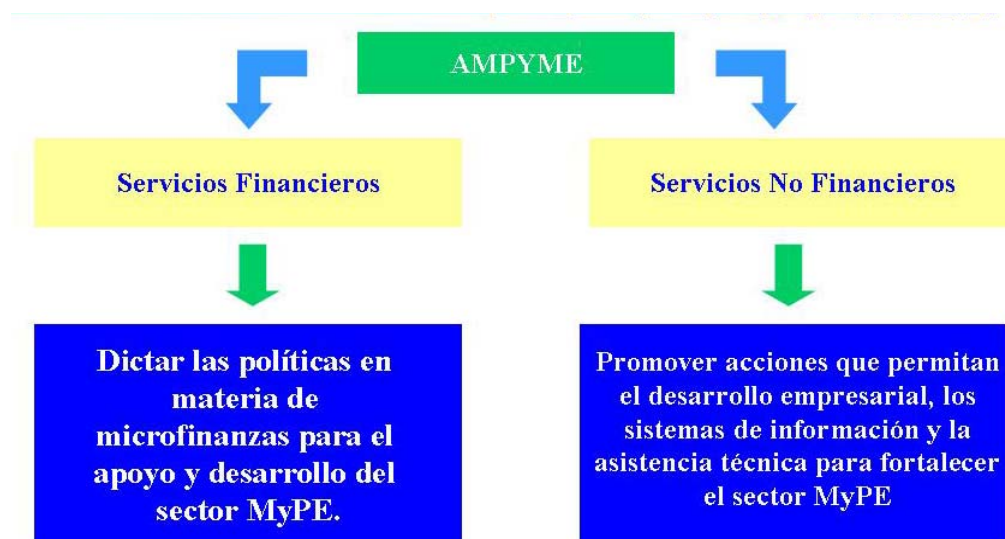 AMPYME
Servicios Financieros
Servicios No Financieros
Dictar las políticas en
materia de
microfinanzas para el
apoyo y desarrollo del
sector MyPE.
Promover acciones que permitan
el desarrollo empresarial, los
sistemas de información y la
asistencia técnica para fortalecer
el sector MyPE